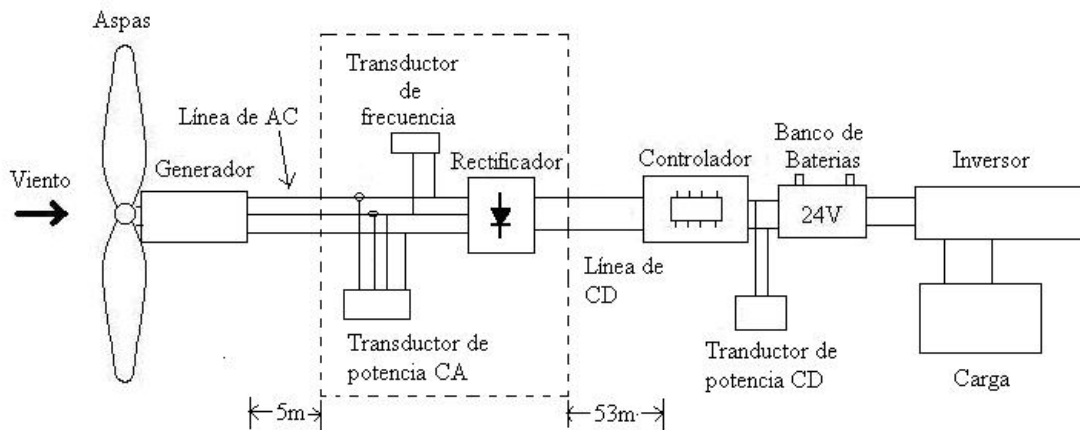 Aspas
Transductor
de
frecuencia
Línea de AC
Banco de
Baterias
Rectificador
Controlador
Inversor
Generador
Viento
24V
Línea de
CD
Transductor de
potencia CA
Tranductor de
potencia CD
Carga
5m
53m